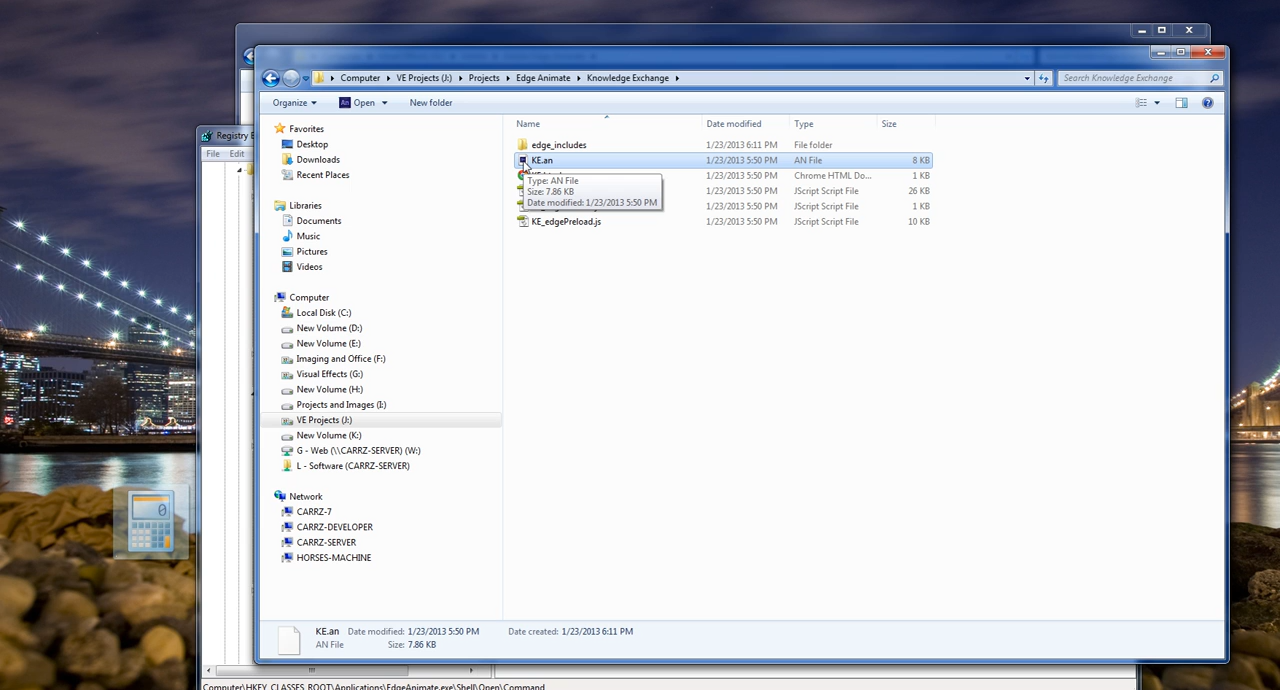 Computer ▸ VE Projects (J:) ▸ Projects ▸ Edge Animate ▸ Knowledge Exchange ▸
Search Knowledge Exchange
Organize
An Open
New folder
Name Date modified Type Size
edge_includes 1/23/2013 6:11 PM File folder
KE.an 1/23/2013 5:50 PM AN File 8 KB
1/23/2013 5:50 PM Chrome HTML Do... 1 KB
1/23/2013 5:50 PM JScript Script File 26 KB
1/23/2013 5:50 PM JScript Script File 1 KB
KE_edgePreload.js 1/23/2013 5:50 PM JScript Script File 10 KB
Type: AN File
Size: 7.86 KB
Date modified: 1/23/2013 5:50 PM
Favorites
Desktop
Downloads
Recent Places
Libraries
Documents
Music
Pictures
Videos
Computer
Local Disk (C:)
New Volume (D:)
New Volume (E:)
Imaging and Office (F:)
Visual Effects (G:)
New Volume (H:)
Projects and Images (I:)
VE Projects (J:)
New Volume (K:)
G - Web (\\CARRZ-SERVER) (W:)
L - Software (CARRZ-SERVER)
Network
CARRZ-7
CARRZ-DEVELOPER
CARRZ-SERVER
HORSES-MACHINE
KE.an Date modified: 1/23/2013 5:50 PM Date created: 1/23/2013 6:11 PM
AN File Size: 7.86 KB
Registry
File Edit
0
Computer\HKEY_CLASSES_ROOT\Applications\EdgeAnimate.exe\Shell\Open\Command